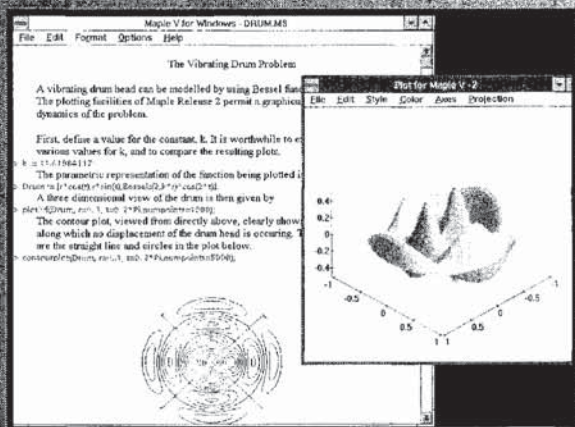 Maple V for Windows - DRUM.MS
File Edit Format Options Help
The Vibrating Drum Problem
A vibrating drum head can be modelled by using Bessel
The plotting facilities of Maple Release 2 permit a
dynamics of the problem.
First, define a value for the constant, k. It is worthwhile to
various values for k, and to compare the resulting plots.
The parametric representation of the function being plotted
A three dimensional view of the drum is then given by
The contour plot, viewed from directly above, clearly
along which no displacement of the drum head is occuring.
are the straight line and circles in the plot below.
Plot for Maple V - 2
File Edit Style Color Axes Projection
0.4
0.2
0
-0.2
-0.4
-1 -1
-0.5 -0.5
0 0
0.5 0.5
1 1